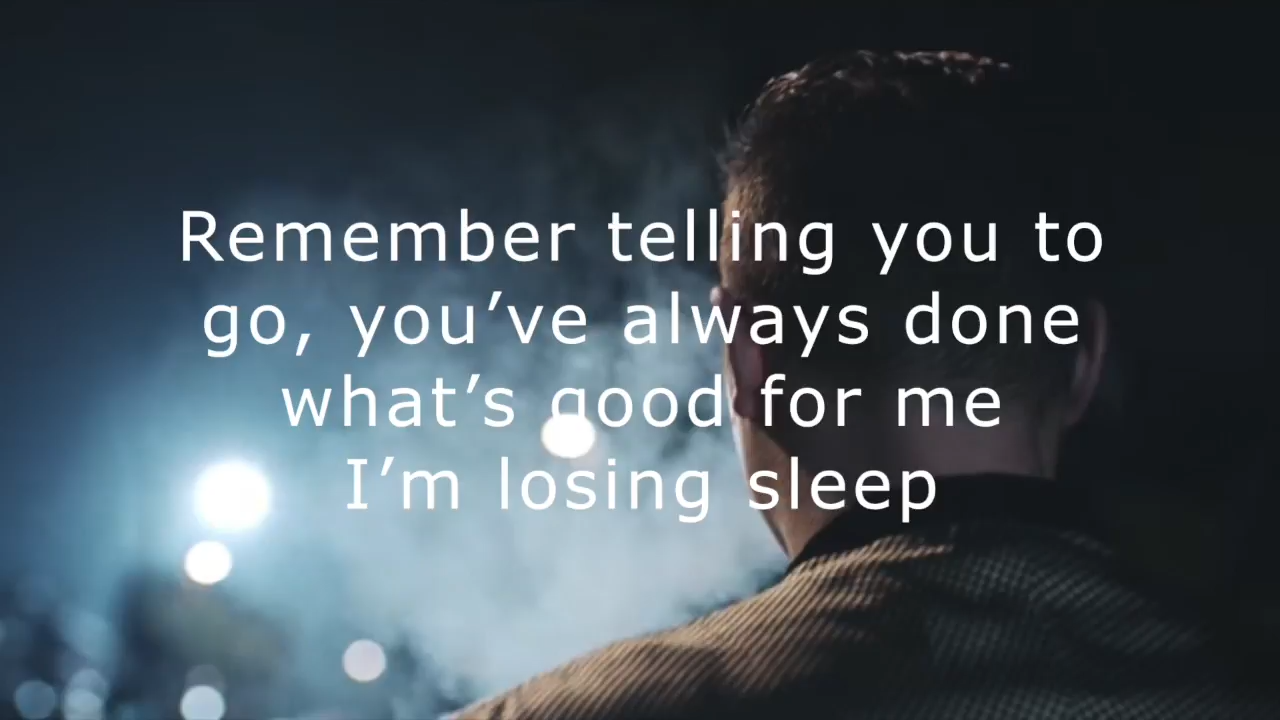 Remember telling you to
go, you’ve always done
what’s good for me
I’m losing sleep